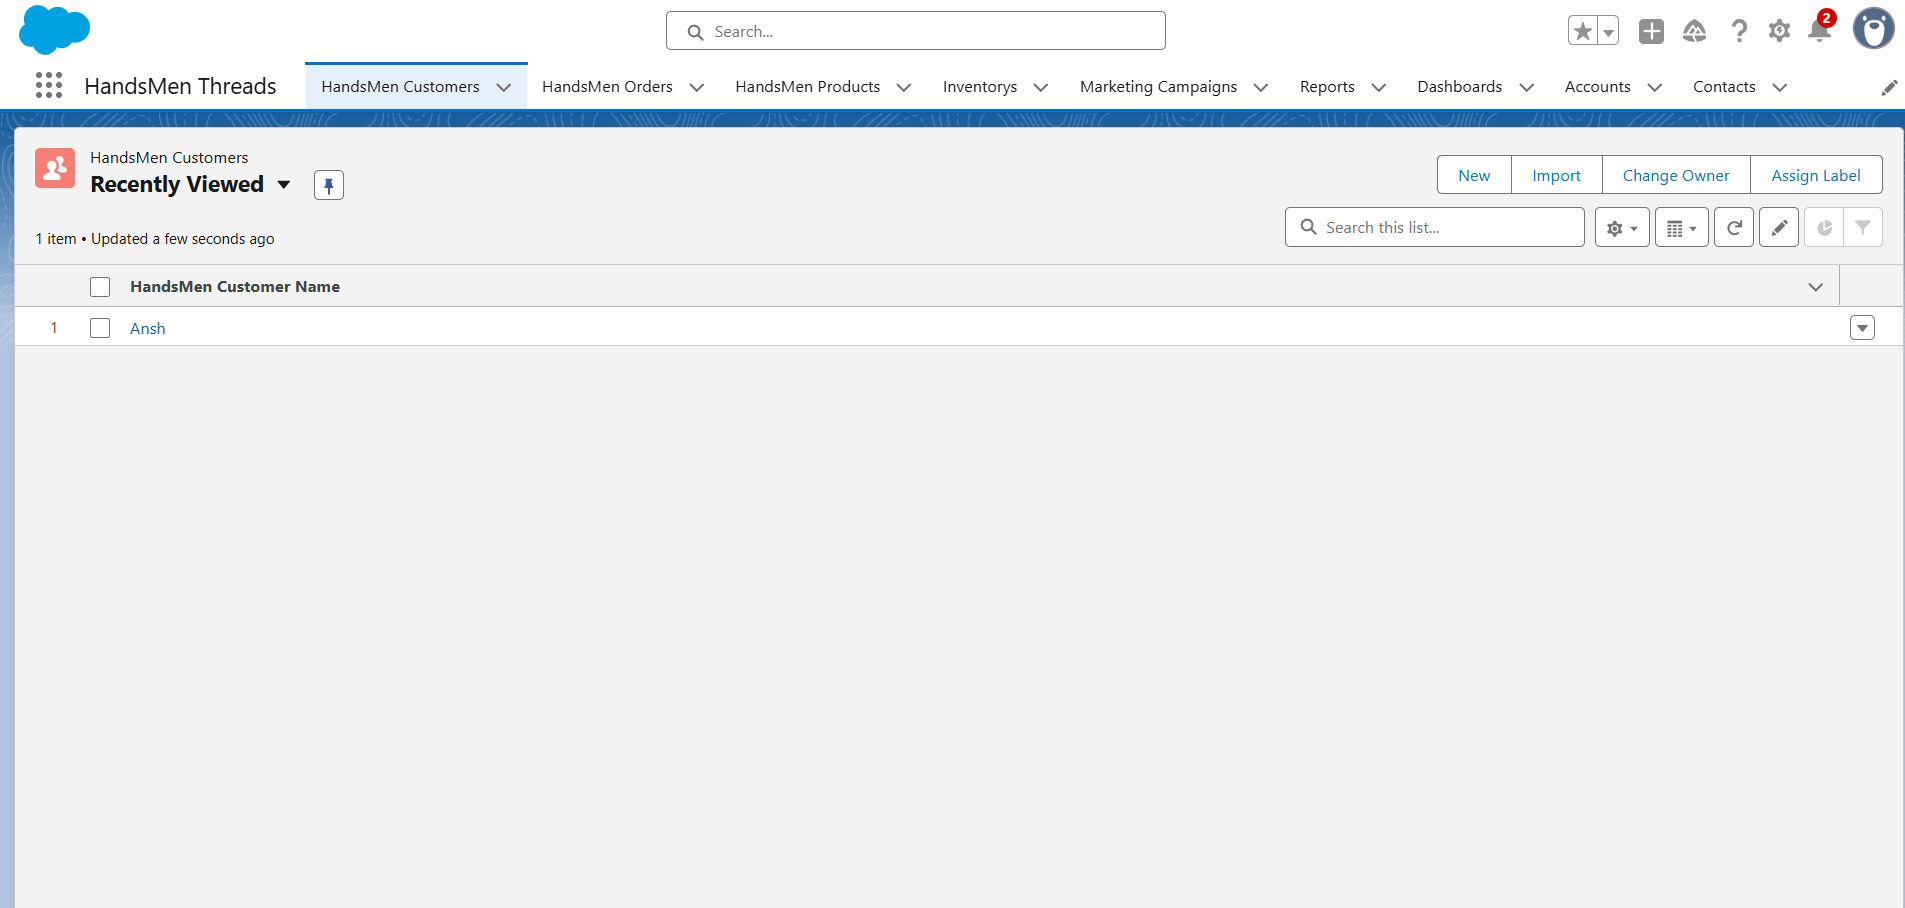 Search...
2
HandsMen Threads
HandsMen Customers
HandsMen Orders
HandsMen Products
Inventorys
Marketing Campaigns
Reports
Dashboards
Accounts
Contacts
HandsMen Customers
Recently Viewed
New
Import
Change Owner
Assign Label
1 item • Updated a few seconds ago
Search this list...
HandsMen Customer Name
1
Ansh